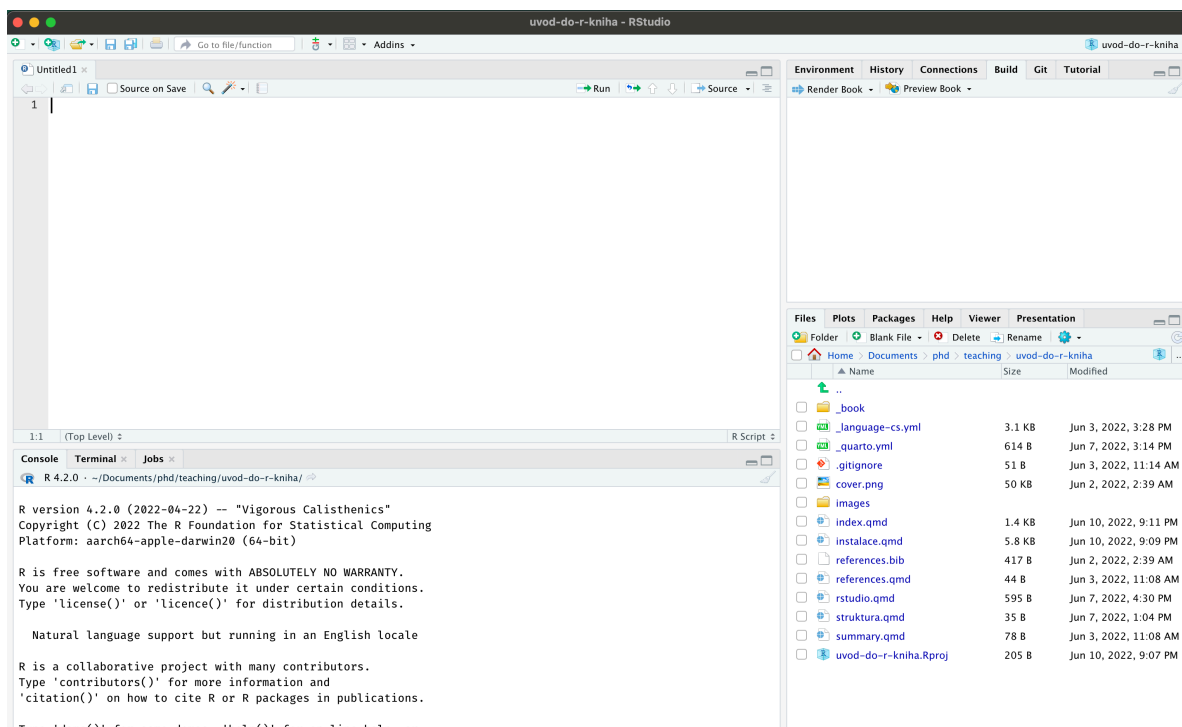 uvod-do-r-kniha - RStudio
Go to file/function Addins uvod-do-r-kniha
Untitled1
Source on Save Run Source
1
1:1 (Top Level) R Script
Console Terminal Jobs
R 4.2.0 · ~/Documents/phd/teaching/uvod-do-r-kniha/
R version 4.2.0 (2022-04-22) -- "Vigorous Calisthenics"
Copyright (C) 2022 The R Foundation for Statistical Computing
Platform: aarch64-apple-darwin20 (64-bit)
R is free software and comes with ABSOLUTELY NO WARRANTY.
You are welcome to redistribute it under certain conditions.
Type 'license()' or 'licence()' for distribution details.
Natural language support but running in an English locale
R is a collaborative project with many contributors.
Type 'contributors()' for more information and
'citation()' on how to cite R or R packages in publications.
Environment History Connections Build Git Tutorial
Render Book Preview Book
Files Plots Packages Help Viewer Presentation
Folder Blank File Delete Rename
Home > Documents > phd > teaching > uvod-do-r-kniha ..
Name Size Modified
..
_book
_language-cs.yml 3.1 KB Jun 3, 2022, 3:28 PM
_quarto.yml 614 B Jun 7, 2022, 3:14 PM
.gitignore 51 B Jun 3, 2022, 11:14 AM
cover.png 50 KB Jun 2, 2022, 2:39 AM
images
index.qmd 1.4 KB Jun 10, 2022, 9:11 PM
instalace.qmd 5.8 KB Jun 10, 2022, 9:09 PM
references.bib 417 B Jun 2, 2022, 2:39 AM
references.qmd 44 B Jun 3, 2022, 11:08 AM
rstudio.qmd 595 B Jun 7, 2022, 4:30 PM
struktura.qmd 35 B Jun 7, 2022, 1:04 PM
summary.qmd 78 B Jun 3, 2022, 11:08 AM
uvod-do-r-kniha.Rproj 205 B Jun 10, 2022, 9:07 PM